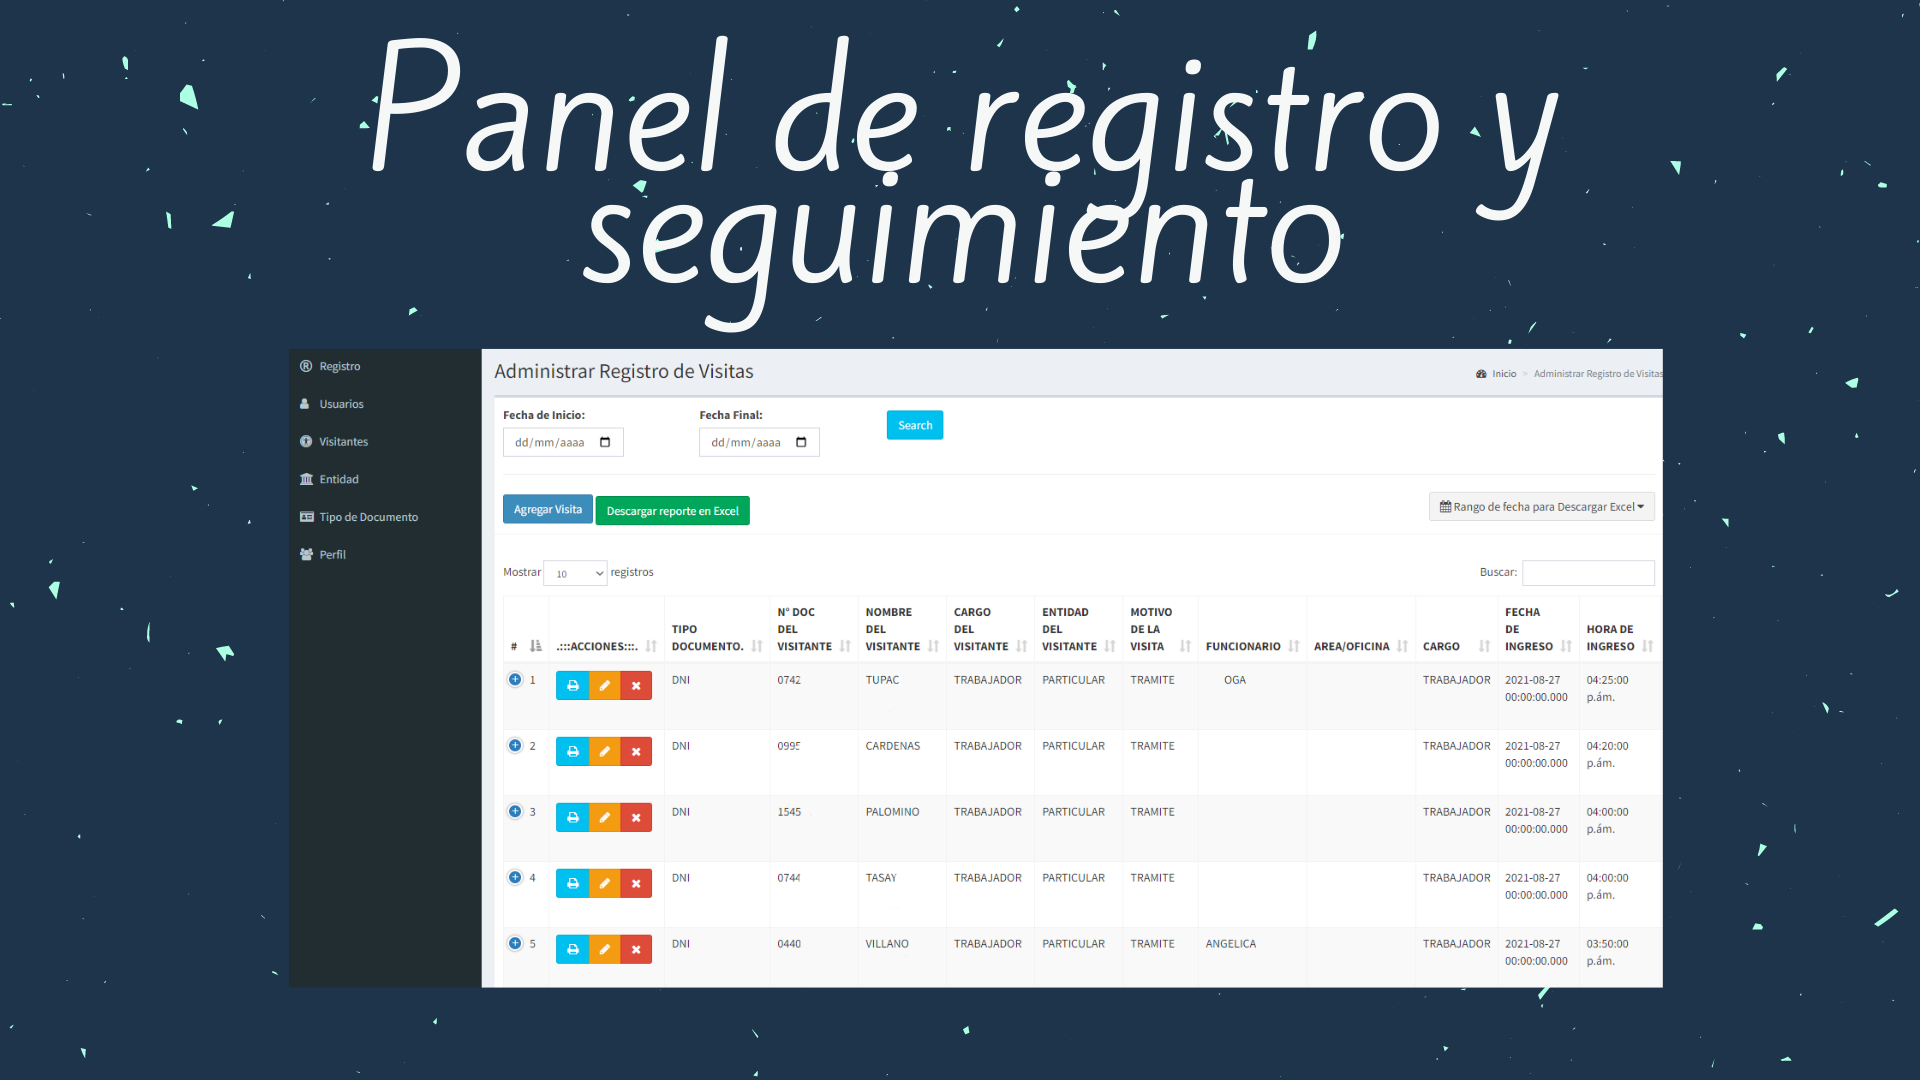 Panel de registro y
seguimiento
Registro
Usuarios
Visitantes
Entidad
Tipo de Documento
Perfil
Administrar Registro de Visitas
Inicio > Administrar Registro de Visitas
Fecha de Inicio: Fecha Final:
dd/mm/aaaa dd/mm/aaaa Search
Agregar Visita Descargar reporte en Excel Rango de fecha para Descargar Excel
Mostrar 10 registros Buscar:
# .:::ACCIONES:::. TIPO DOCUMENTO. N° DOC DEL VISITANTE NOMBRE DEL VISITANTE CARGO DEL VISITANTE ENTIDAD DEL VISITANTE MOTIVO DE LA VISITA FUNCIONARIO AREA/OFICINA CARGO FECHA DE INGRESO HORA DE INGRESO
1 DNI 0742 TUPAC TRABAJADOR PARTICULAR TRAMITE OGA TRABAJADOR 2021-08-27 04:25:00
00:00:00.000 p.ám.
2 DNI 0995 CARDENAS TRABAJADOR PARTICULAR TRAMITE TRABAJADOR 2021-08-27 04:20:00
00:00:00.000 p.ám.
3 DNI 1545 PALOMINO TRABAJADOR PARTICULAR TRAMITE TRABAJADOR 2021-08-27 04:00:00
00:00:00.000 p.ám.
4 DNI 0744 TASAY TRABAJADOR PARTICULAR TRAMITE TRABAJADOR 2021-08-27 04:00:00
00:00:00.000 p.ám.
5 DNI 0440 VILLANO TRABAJADOR PARTICULAR TRAMITE ANGELICA TRABAJADOR 2021-08-27 03:50:00
00:00:00.000 p.ám.